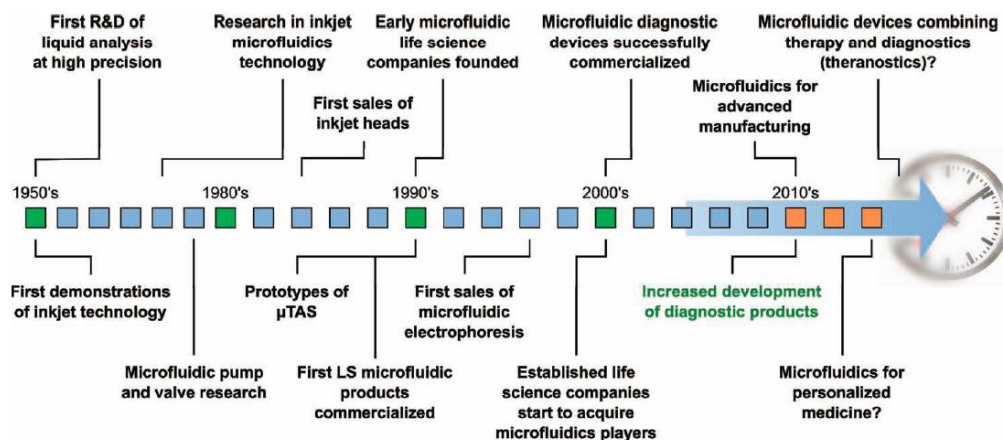 First R&D of
liquid analysis
at high precision
Research in inkjet
microfluidics
technology
Early microfluidic
life science
companies founded
Microfluidic diagnostic
devices successfully
commercialized
Microfluidic devices combining
therapy and diagnostics
(theranostics)?
First sales of
inkjet heads
Microfluidics for
advanced
manufacturing
1950's
1980's
1990's
2000's
2010's
First demonstrations
of inkjet technology
Prototypes of
µTAS
First sales of
microfluidic
electrophoresis
Increased development
of diagnostic products
Microfluidic pump
and valve research
First LS microfluidic
products
commercialized
Established life
science companies
start to acquire
microfluidics players
Microfluidics for
personalized
medicine?